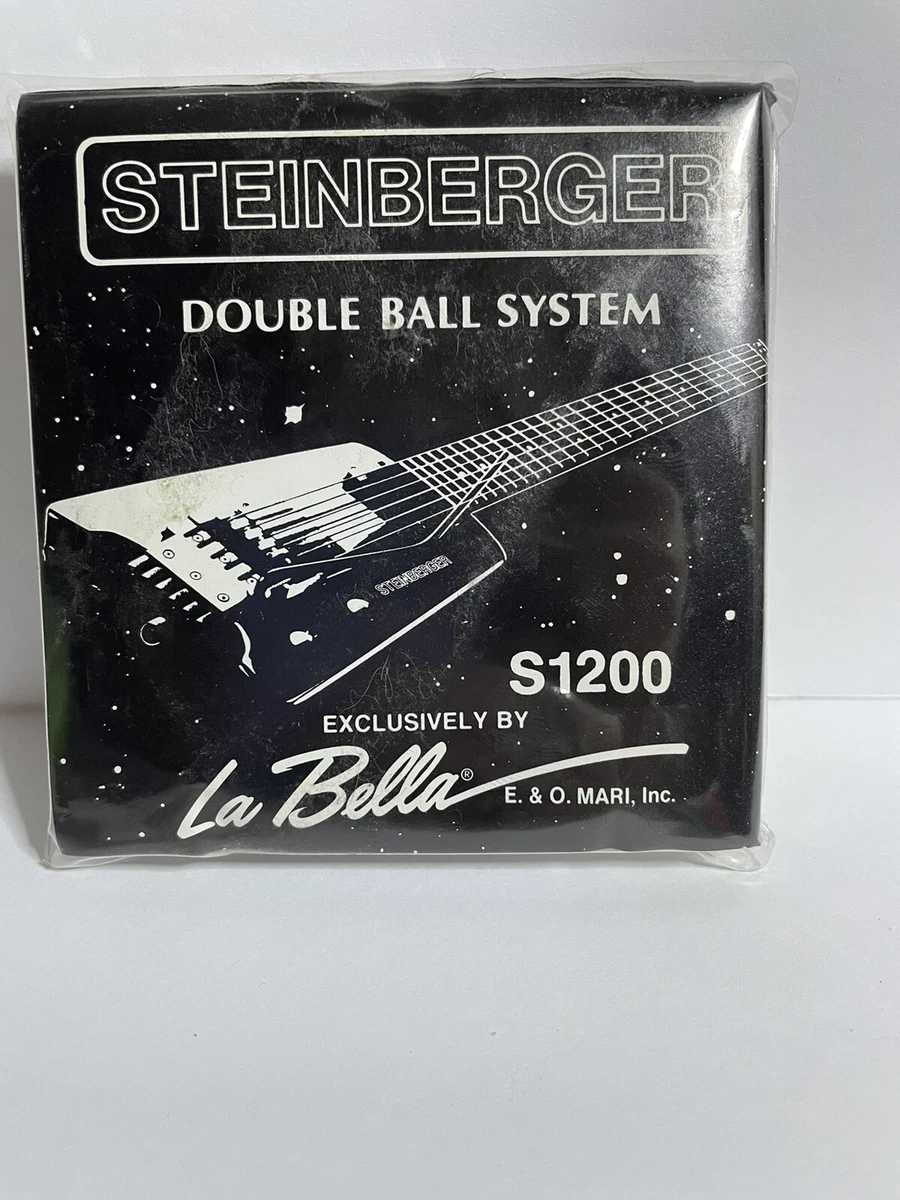 STEINBERGER
DOUBLE BALL SYSTEM
STEINBERGER
S1200
EXCLUSIVELY BY
La Bella®
E. & O. MARI, Inc.